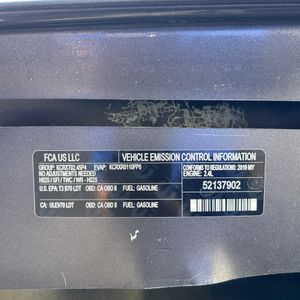 FCA US LLC
VEHICLE EMISSION CONTROL INFORMATION
GROUP: KCRXT02.45P4 EVAP: KCRXR0110PP0
CONFORMS TO REGULATIONS: 2019 MY
NO ADJUSTMENTS NEEDED
ENGINE: 2.4L
HO2S / SFI / TWC / WR - HO2S
U.S. EPA: T3 B70 LDT OBD: CA OBD II FUEL: GASOLINE
52137902
CA: ULEV70 LDT OBD: CA OBD II FUEL: GASOLINE